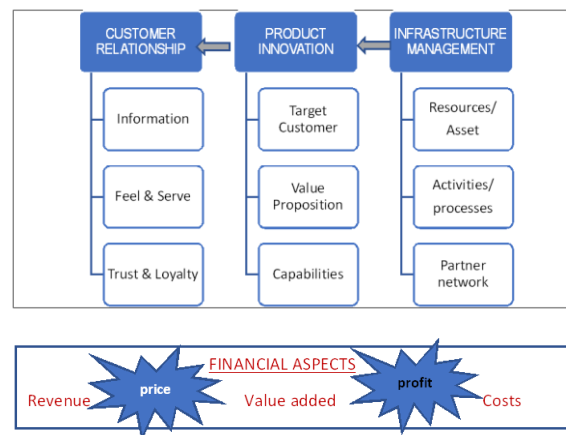 CUSTOMER
RELATIONSHIP
PRODUCT
INNOVATION
INFRASTRUCTURE
MANAGEMENT
Information
Feel & Serve
Trust & Loyalty
Target
Customer
Value
Proposition
Capabilities
Resources/
Asset
Activities/
processes
Partner
network
FINANCIAL ASPECTS
Revenue
price
Value added
profit
Costs